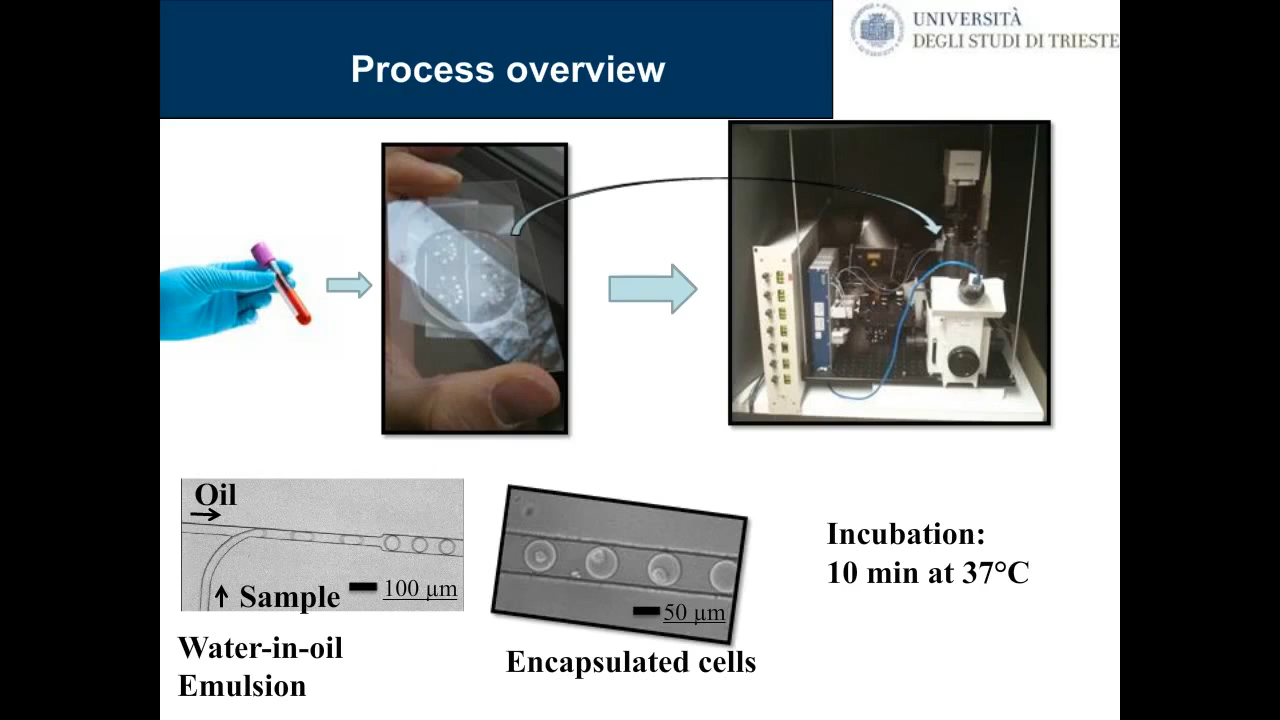 Process overview
UNIVERSITÀ
DEGLI STUDI DI TRIESTE
Oil
Sample
100 µm
Water-in-oil
Emulsion
50 µm
Encapsulated cells
Incubation:
10 min at 37°C